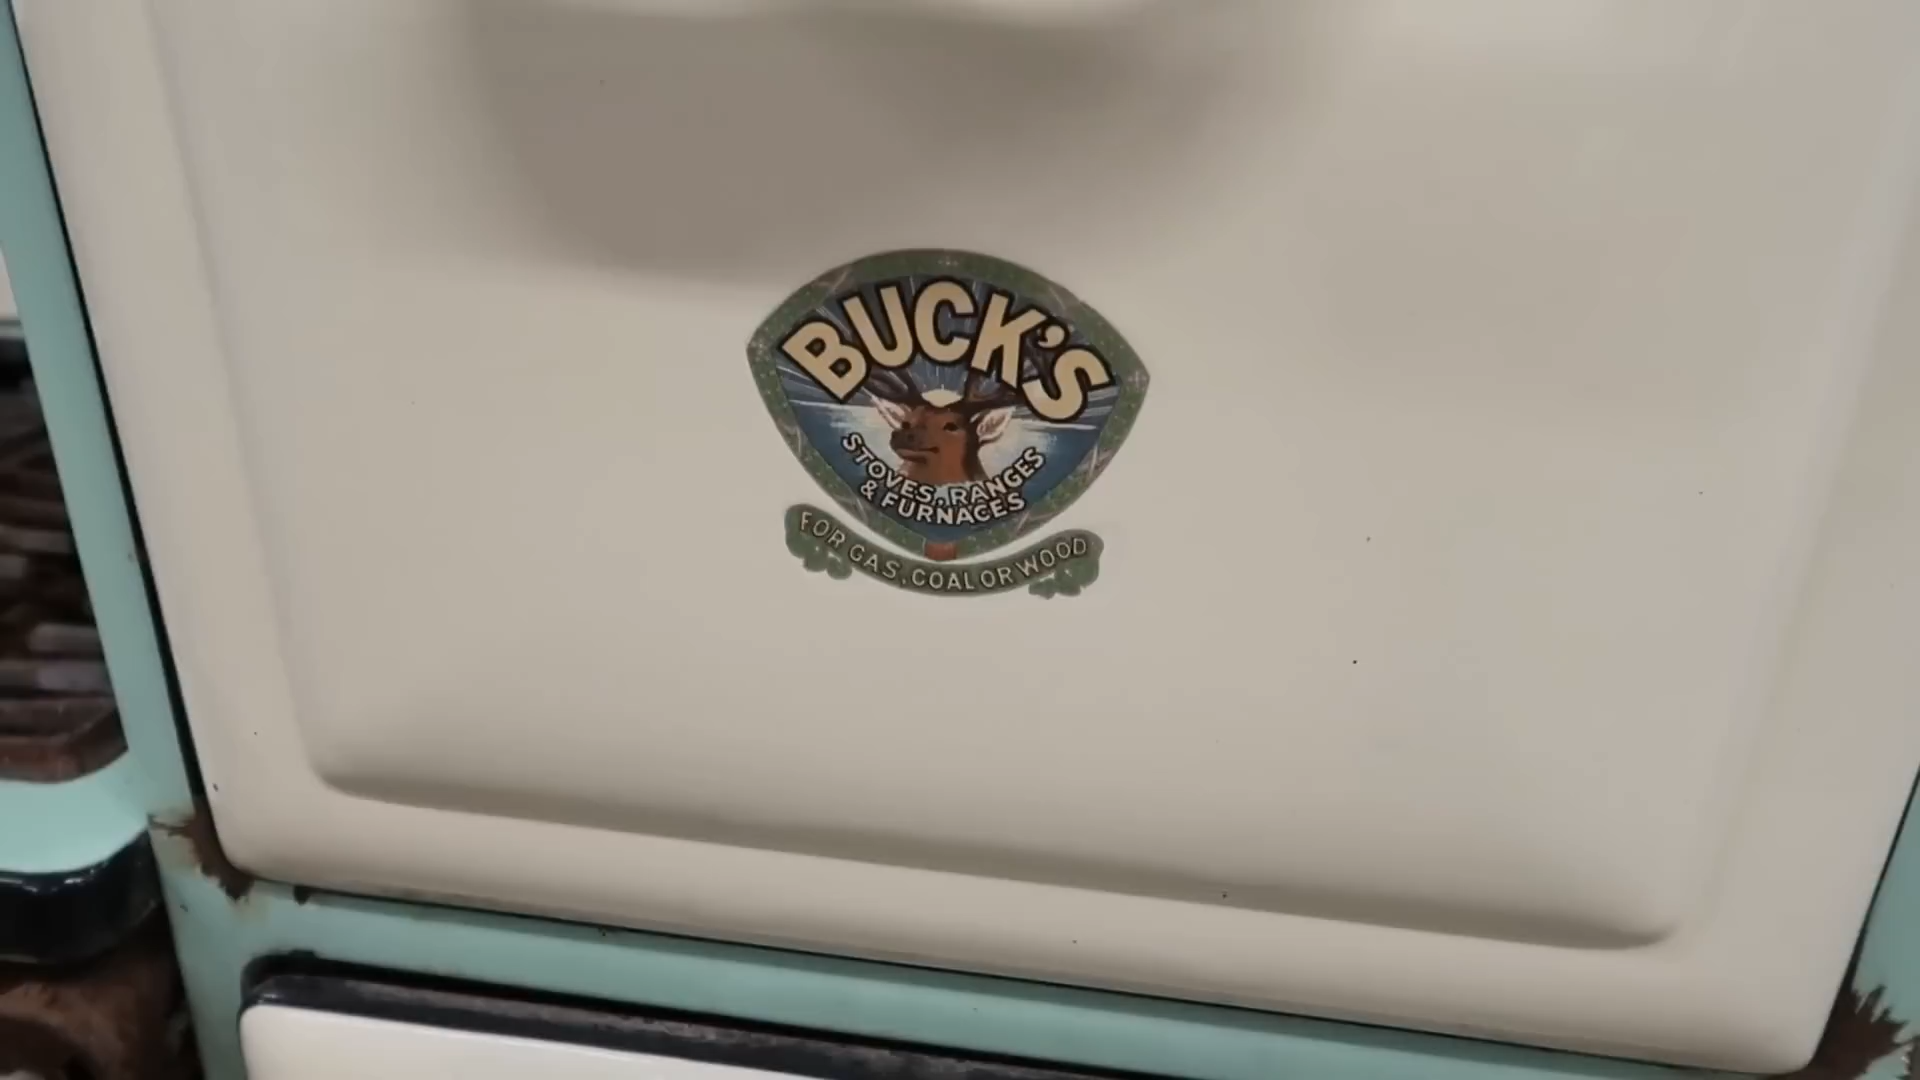 BUCK'S
STOVES, RANGES
& FURNACES
FOR GAS, COAL OR WOOD